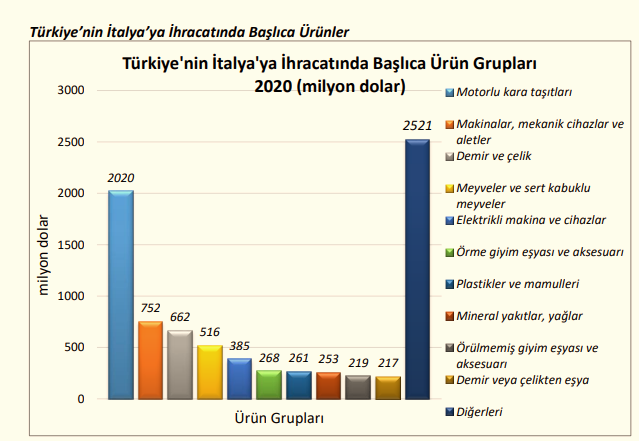 Türkiye’nin İtalya’ya İhracatında Başlıca Ürünler
Türkiye'nin İtalya'ya İhracatında Başlıca Ürün Grupları
2020 (milyon dolar)
milyon dolar
3000
2500
2000
1500
1000
500
0
2020
752
662
516
385
268
261
253
219
217
2521
Ürün Grupları
Motorlu kara taşıtları
Makinalar, mekanik cihazlar ve
aletler
Demir ve çelik
Meyveler ve sert kabuklu
meyveler
Elektrikli makina ve cihazlar
Örme giyim eşyası ve aksesuarı
Plastikler ve mamulleri
Mineral yakıtlar, yağlar
Örülmemiş giyim eşyası ve
aksesuarı
Demir veya çelikten eşya
Diğerleri